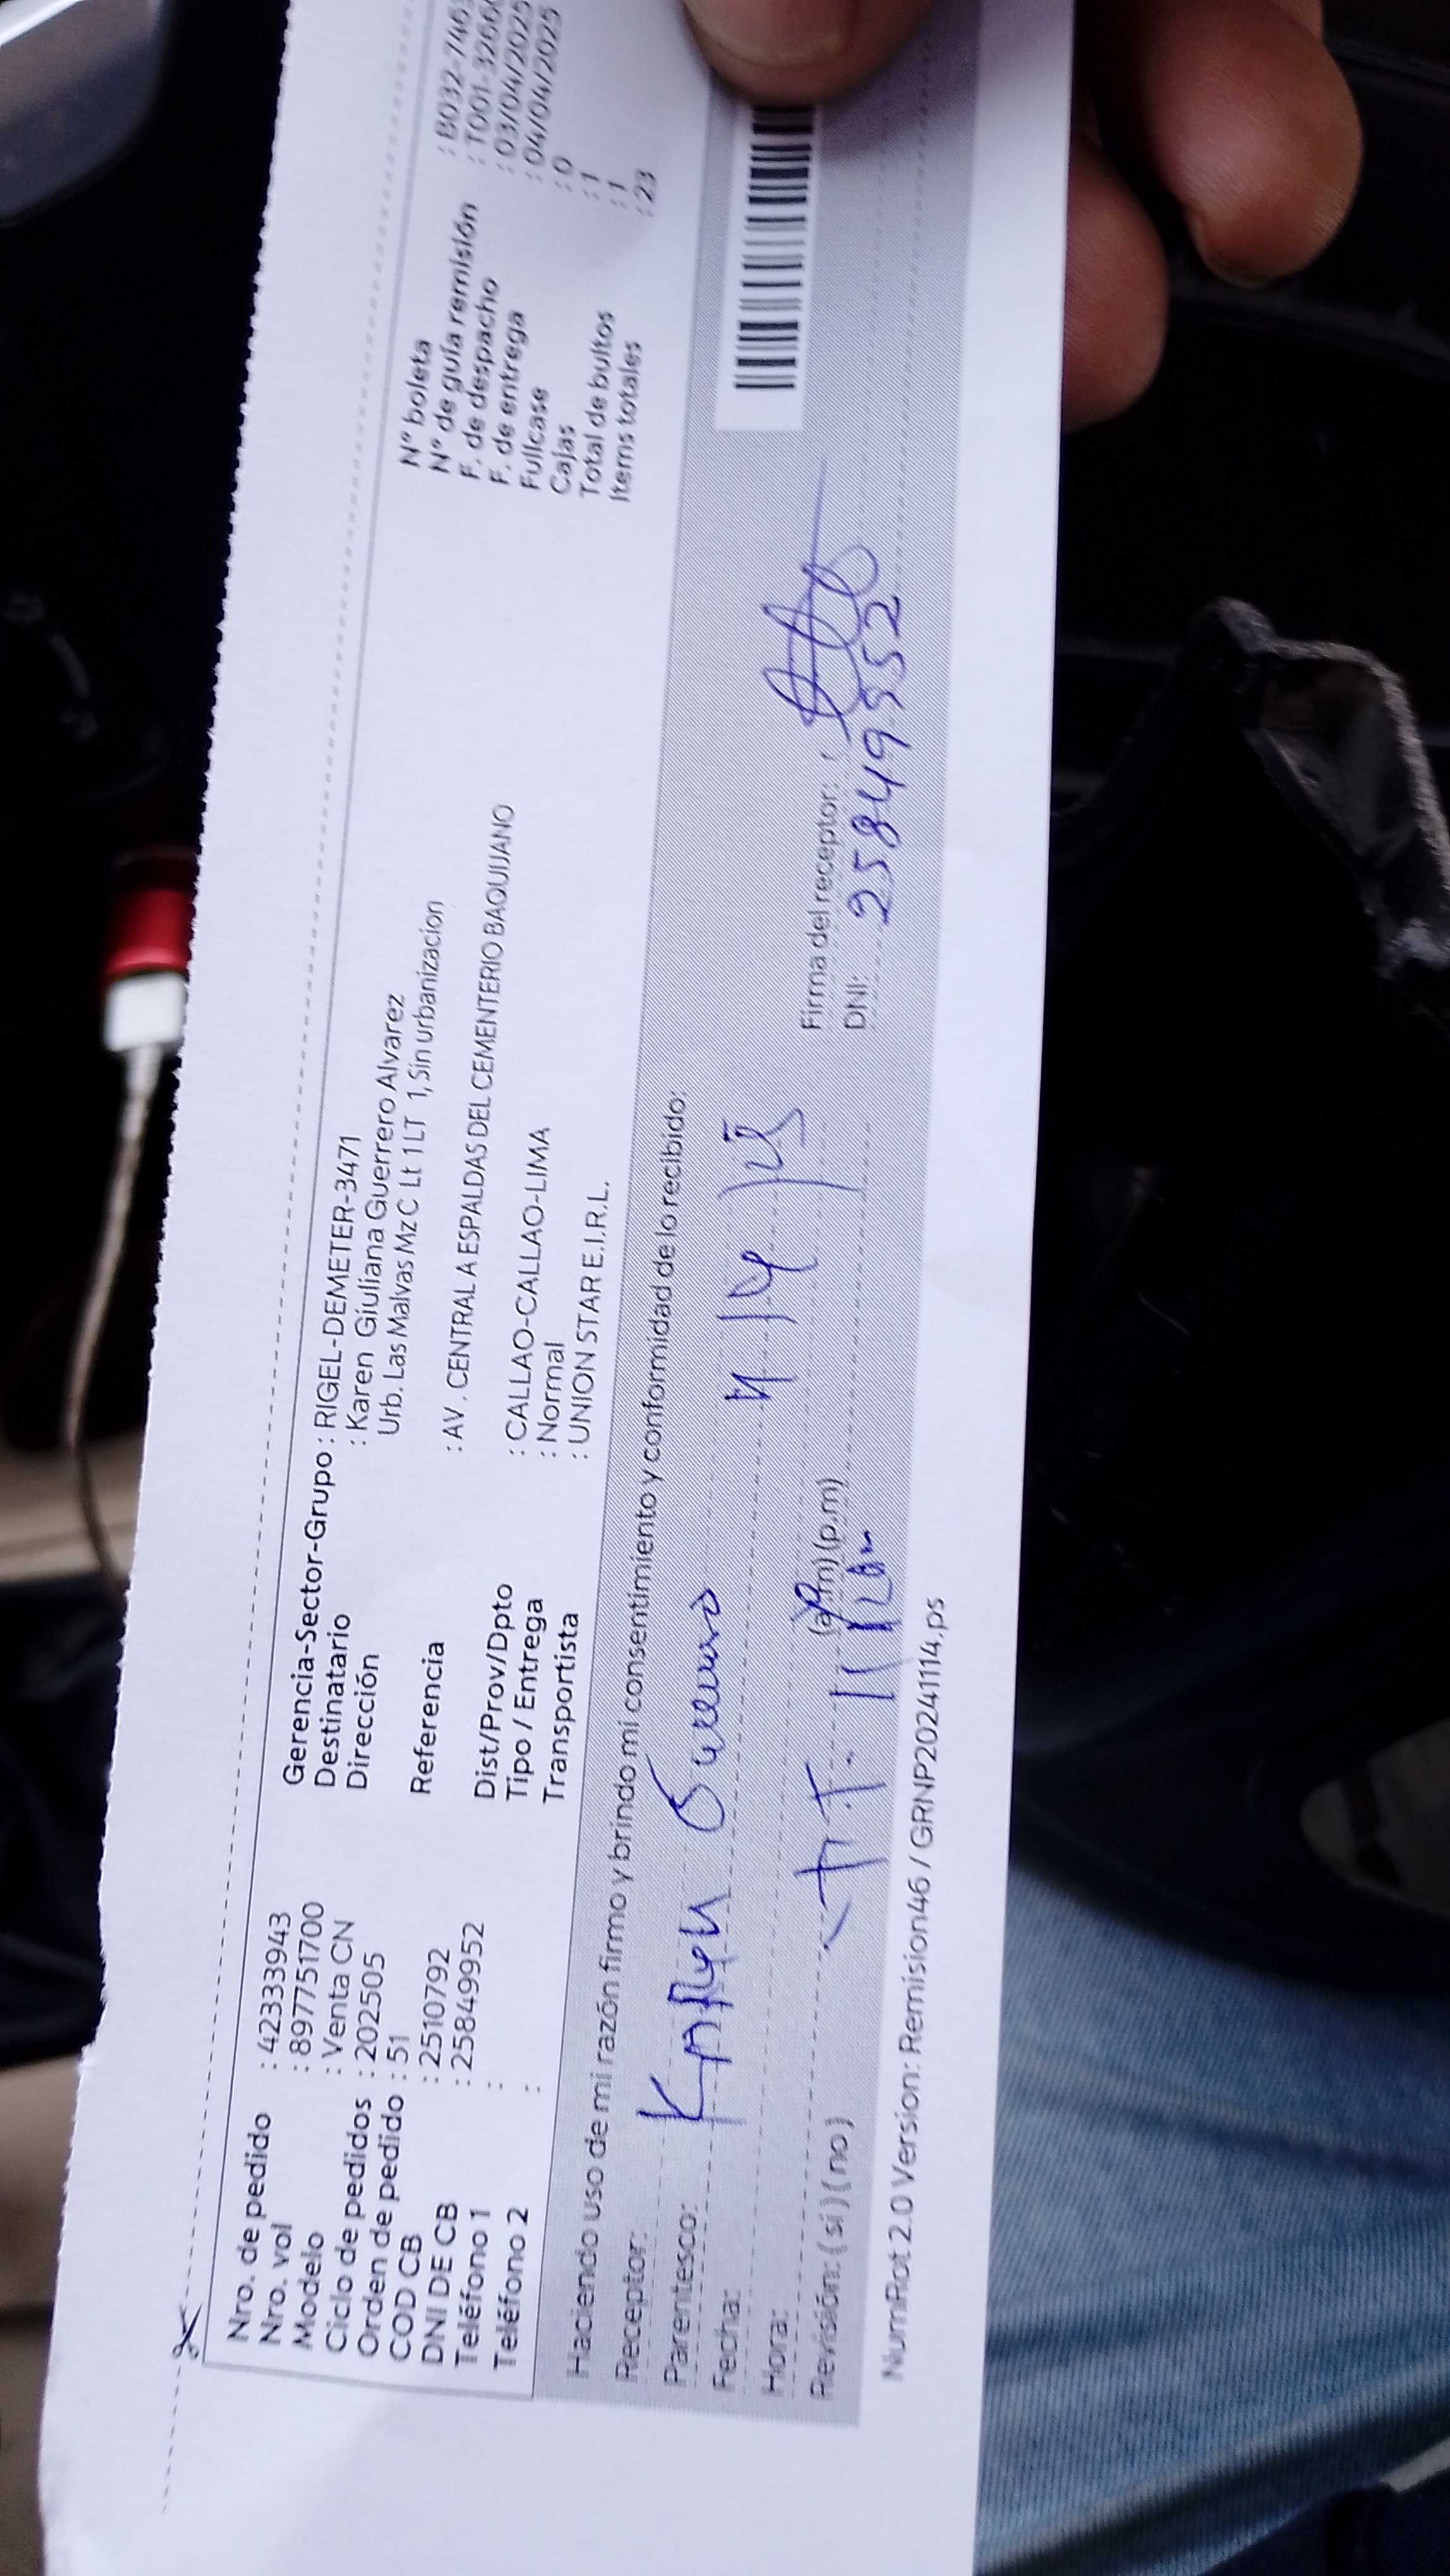 Nro. de pedido : 42333943
Nro. vol : 8977751700
Modelo : Venta CN
Ciclo de pedidos : 202505
Orden de pedido : 51
COD CB : 2510792
DNI DE CB : 25849952
Teléfono 1 :
Teléfono 2 :
Gerencia-Sector-Grupo : RIGEL-DEMETER-3471
Destinatario : Karen Giuliana Guerrero Alvarez
Dirección Urb. Las Malvas Mz C Lt 1 LT 1, Sin urbanizacion
Referencia : AV . CENTRAL A ESPALDAS DEL CEMENTERIO BAQUIJANO
Dist/Prov/Dpto : CALLAO-CALLAO-LIMA
Tipo / Entrega : Normal
Transportista : UNION STAR E.I.R.L.
N° boleta : B032-746
N° de guía remisión : T001-3266
F. de despacho : 03/04/2025
F. de entrega : 04/04/2025
Fullcase : 0
Cajas : 1
Total de bultos : 1
Items totales : 23
Haciendo uso de mi razón firmo y brindo mi consentimiento y conformidad de lo recibido:
Receptor: Karen Guerrero
Parentesco:
Fecha: 4/4/25
Hora: (a.m) (p.m)
Revisión: ( si ) ( no )
Firma del receptor:
DNI: 25849952
NumRot 2.0 Version: Remision46 / GRNP20241114.ps